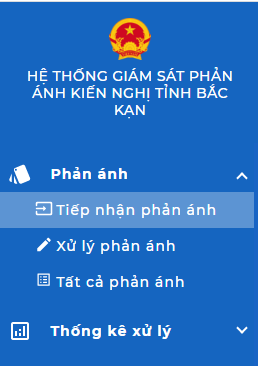 HỆ THỐNG GIÁM SÁT PHẢN
ÁNH KIẾN NGHỊ TỈNH BẮC
KẠN
Phản ánh
Tiếp nhận phản ánh
Xử lý phản ánh
Tất cả phản ánh
Thống kê xử lý